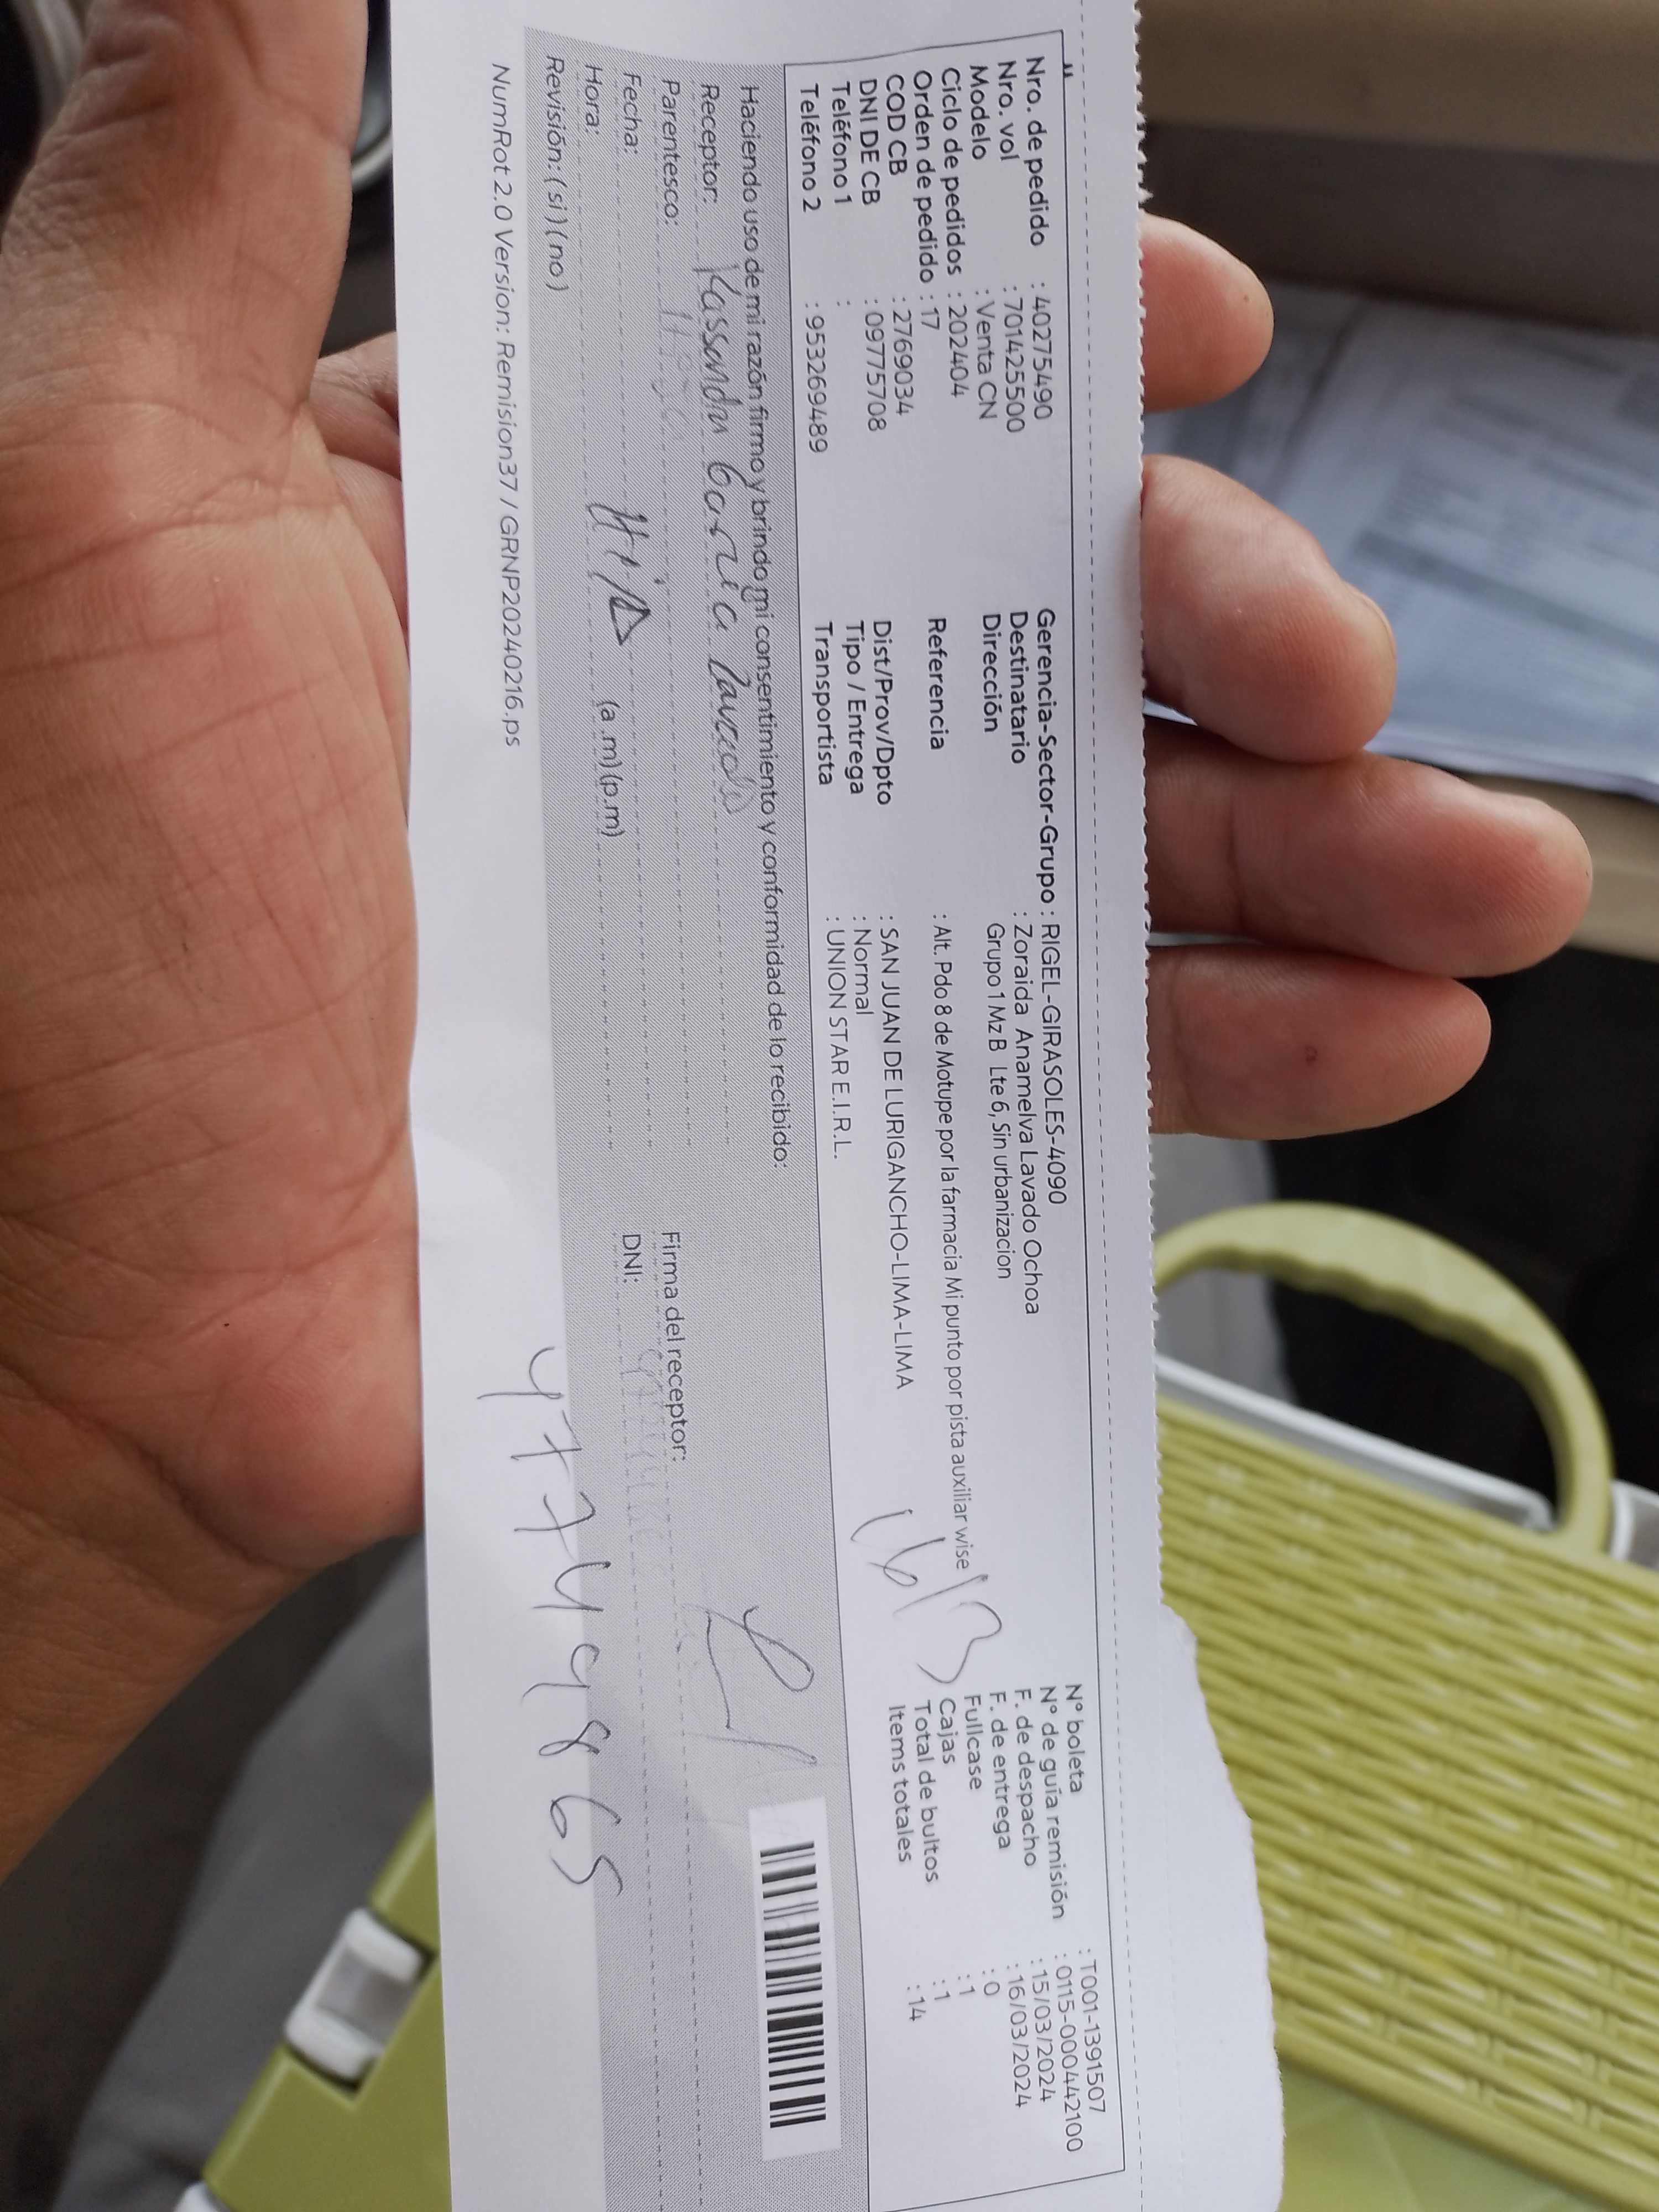 Nro. de pedido : 40275490
Nro. vol : 701425500
Modelo : Venta CN
Ciclo de pedidos : 202404
Orden de pedido : 17
COD CB : 2769034
DNI DE CB : 09775708
Teléfono 1 :
Teléfono 2 : 953269489
Gerencia-Sector-Grupo : RIGEL-GIRASOLES-4090
Destinatario : Zoraida Anamelva Lavado Ochoa
Dirección Grupo 1 Mz B Lte 6, Sin urbanizacion
Referencia : Alt. Pdo 8 de Motupe por la farmacia Mi punto por pista auxiliar wise
Dist/Prov/Dpto : SAN JUAN DE LURIGANCHO-LIMA-LIMA
Tipo / Entrega : Normal
Transportista : UNION STAR E.I.R.L.
N° boleta : T001-1391507
N° de guía remisión : 0115-000442100
F. de despacho : 15/03/2024
F. de entrega : 16/03/2024
Fullcase : 0
Cajas : 1
Total de bultos : 1
Items totales : 14
16/3
Haciendo uso de mi razón firmo y brindo mi consentimiento y conformidad de lo recibido:
Receptor: Kassandra Garcia Lavado
Parentesco:
Fecha:
Hora: (a .m) (p.m)
Revisión: ( si ) ( no )
Firma del receptor:
DNI:
77749865
NumRot 2.0 Version: Remision37 / GRNP20240216.ps